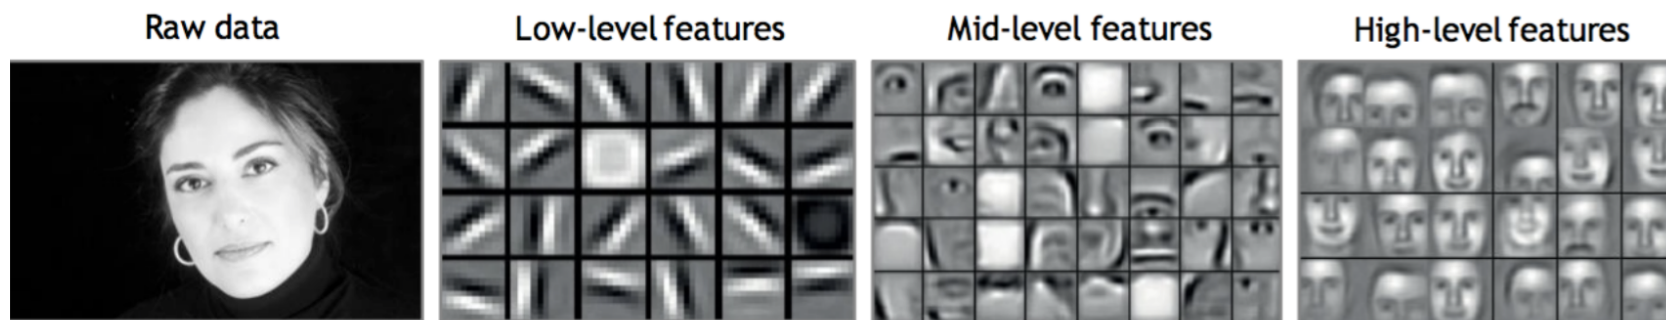 Raw data
Low-level features
Mid-level features
High-level features